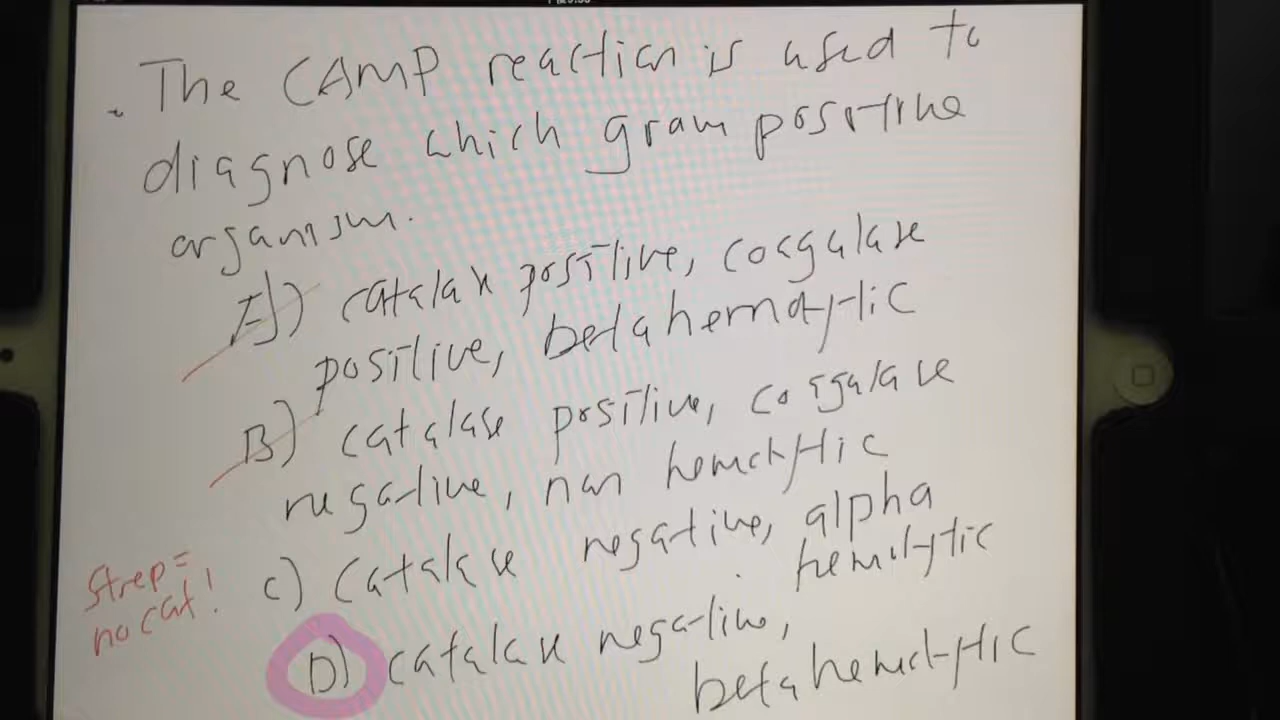 . The CAMP reaction is used to
diagnose which gram positive
organism.
A) catalase positive, coagulase
positive, beta hemolytic
B) catalase positive, coagulase
negative, non hemolytic
C) catalase negative, alpha
hemolytic
Strep =
no cat!
D) catalase negative,
beta hemolytic